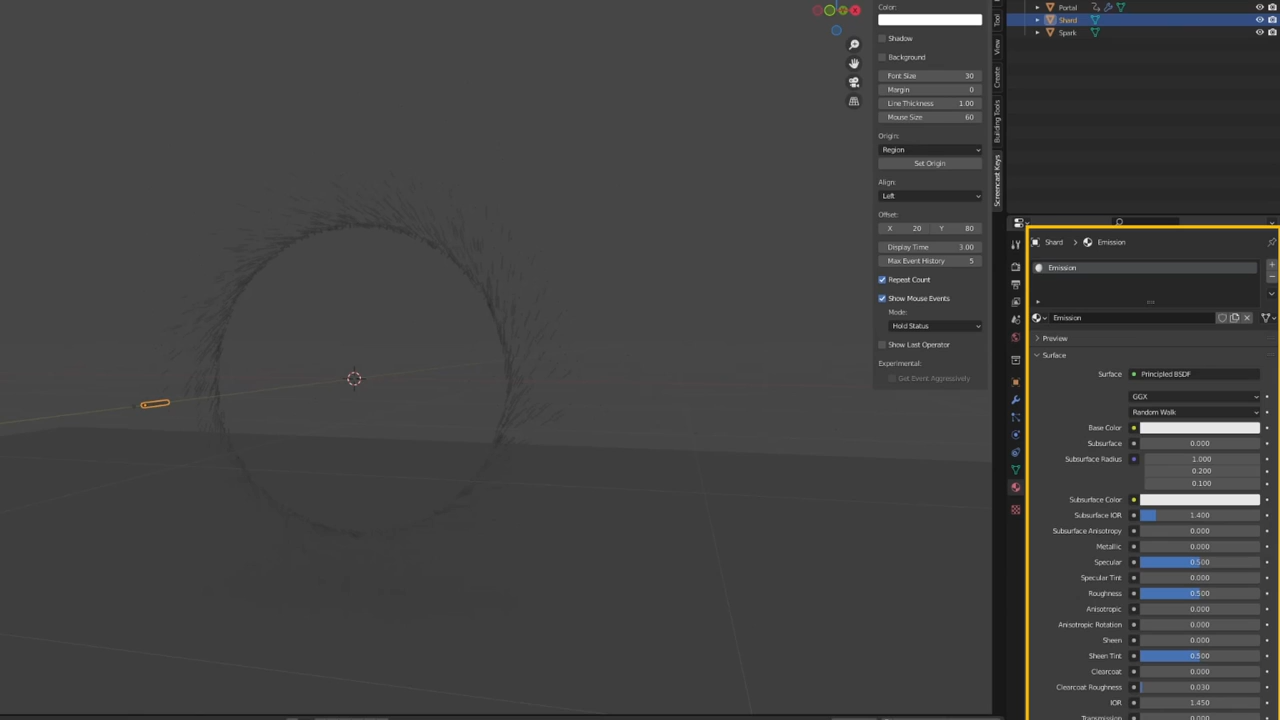 Color:
Shadow
Background
Font Size 30
Margin 0
Line Thickness 1.00
Mouse Size 60
Origin:
Region
Set Origin
Align:
Left
Offset:
X 20 Y 80
Display Time 3.00
Max Event History 5
Repeat Count
Show Mouse Events
Mode:
Hold Status
Show Last Operator
Experimental:
Get Event Aggressively
Tool
View
Create
Building Tools
Screencast Keys
Portal
Shard
Spark
Shard > Emission
Emission
Emission
Preview
Surface
Surface Principled BSDF
GGX
Random Walk
Base Color
Subsurface 0.000
Subsurface Radius 1.000
0.200
0.100
Subsurface Color
Subsurface IOR 1.400
Subsurface Anisotropy 0.000
Metallic 0.000
Specular 0.500
Specular Tint 0.000
Roughness 0.500
Anisotropic 0.000
Anisotropic Rotation 0.000
Sheen 0.000
Sheen Tint 0.500
Clearcoat 0.000
Clearcoat Roughness 0.030
IOR 1.450
Transmission 0.000